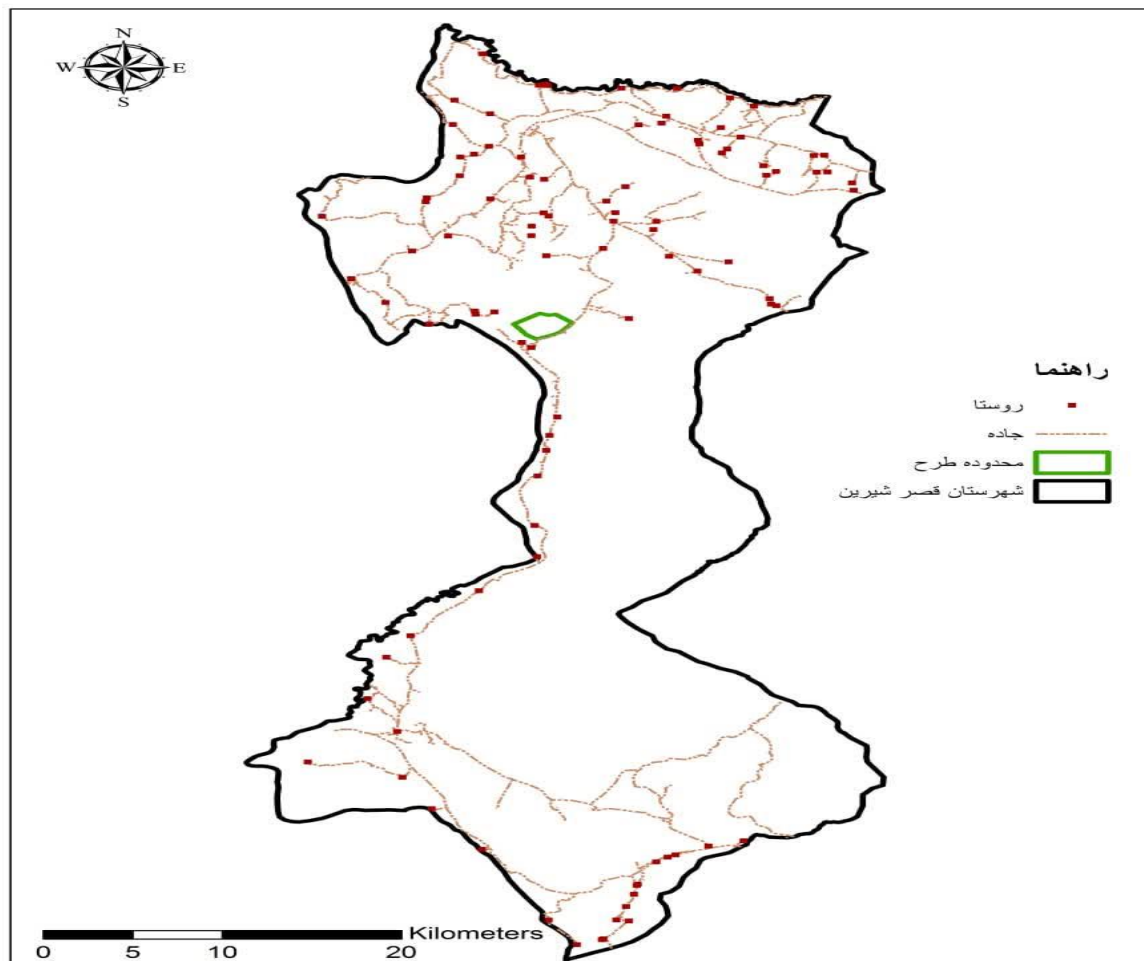 N
W E
S
راهنما
روستا
جاده
محدوده طرح
شهرستان قصر شیرین
Kilometers
0 5 10 20